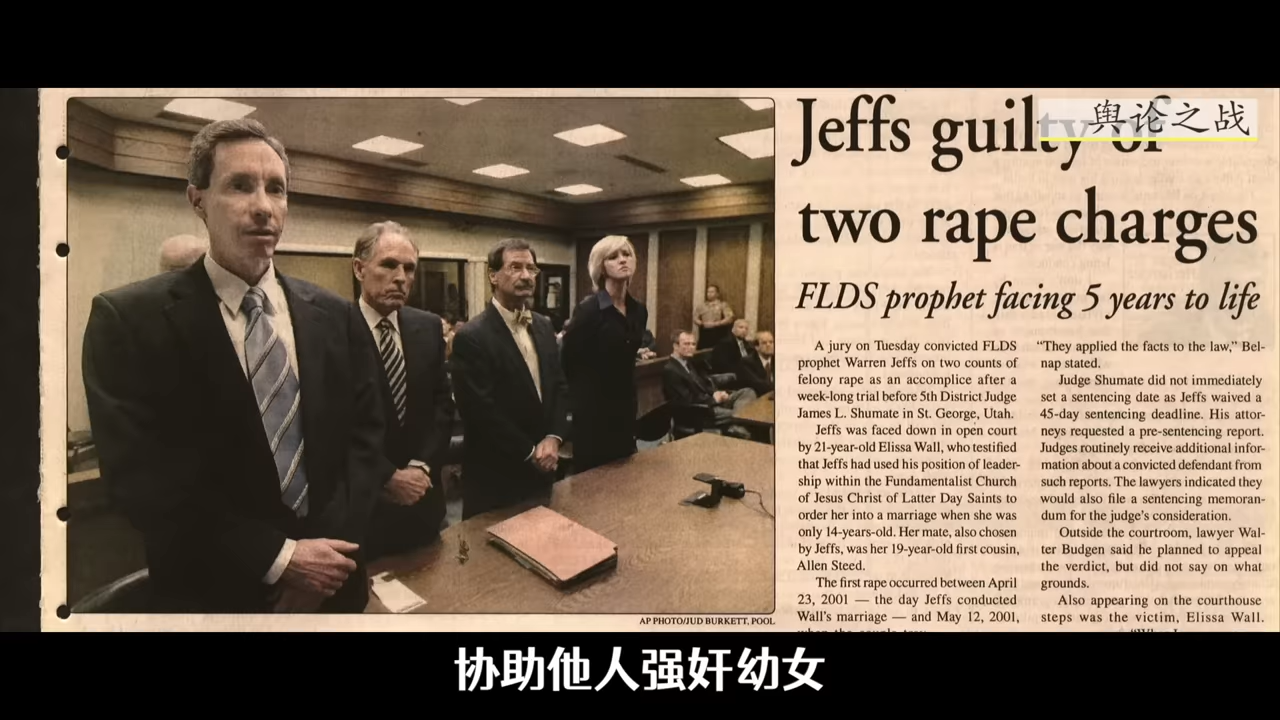 Jeffs guilty of
舆论之战
two rape charges
FLDS prophet facing 5 years to life
A jury on Tuesday convicted FLDS
prophet Warren Jeffs on two counts of
felony rape as an accomplice after a
week-long trial before 5th District Judge
James L. Shumate in St. George, Utah.
Jeffs was faced down in open court
by 21-year-old Elissa Wall, who testified
that Jeffs had used his position of leader-
ship within the Fundamentalist Church
of Jesus Christ of Latter Day Saints to
order her into a marriage when she was
only 14-years-old. Her mate, also chosen
by Jeffs, was her 19-year-old first cousin,
Allen Steed.
The first rape occurred between April
23, 2001 — the day Jeffs conducted
Wall's marriage — and May 12, 2001,
“They applied the facts to the law,” Bel-
nap stated.
Judge Shumate did not immediately
set a sentencing date as Jeffs waived a
45-day sentencing deadline. His attor-
neys requested a pre-sentencing report.
Judges routinely receive additional infor-
mation about a convicted defendant from
such reports. The lawyers indicated they
would also file a sentencing memoran-
dum for the judge's consideration.
Outside the courtroom, lawyer Wal-
ter Budgen said he planned to appeal
the verdict, but did not say on what
grounds.
Also appearing on the courthouse
steps was the victim, Elissa Wall.
AP PHOTO/JUD BURKETT, POOL
协助他人强奸幼女